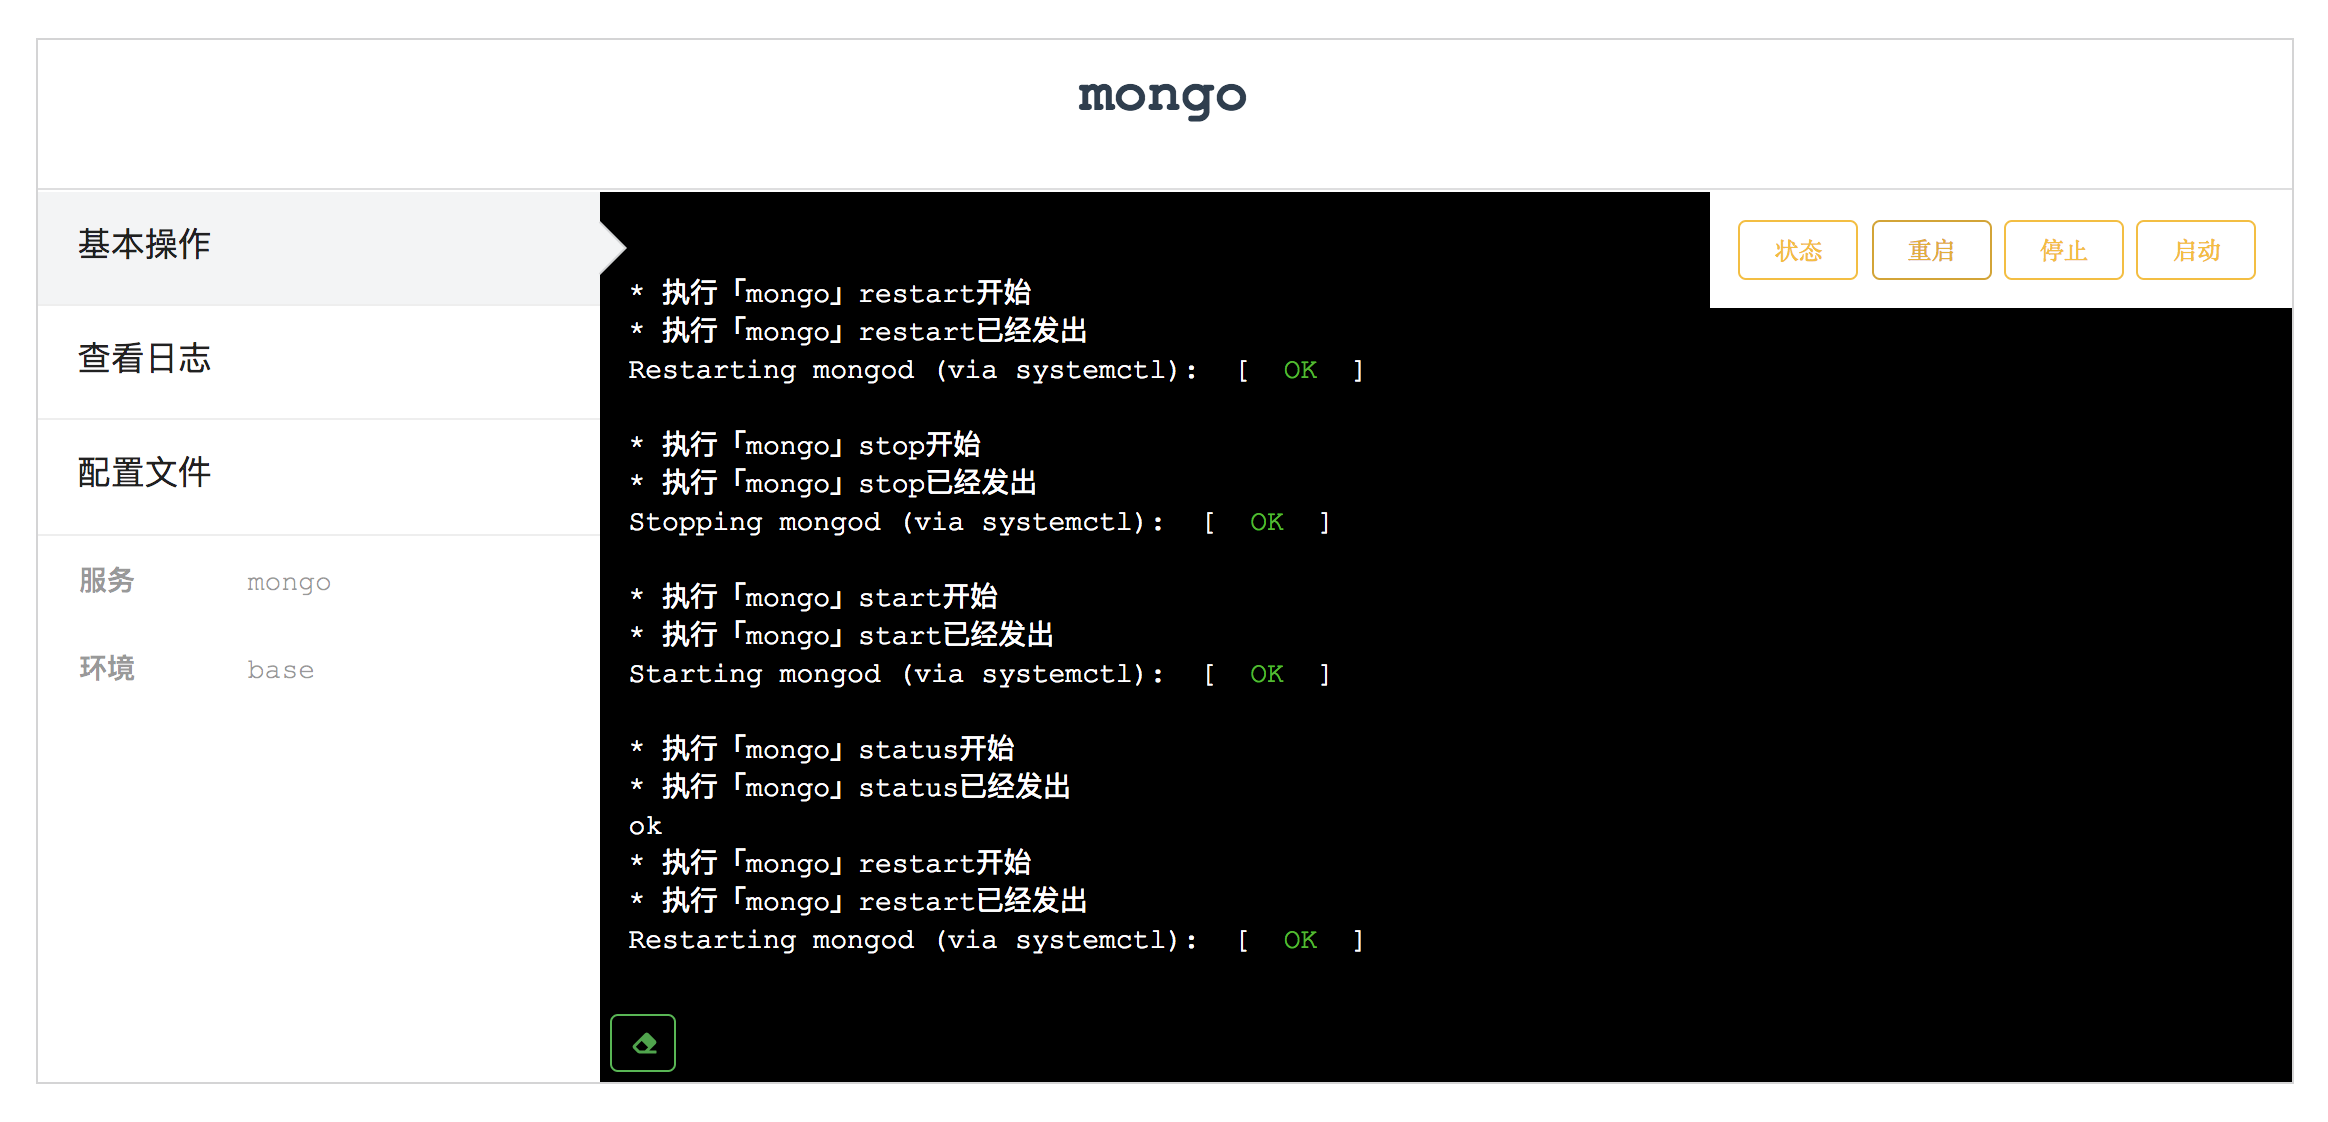 mongo
基本操作
查看日志
配置文件
服务 mongo
环境 base
状态 重启 停止 启动
* 执行「mongo」restart开始
* 执行「mongo」restart已经发出
Restarting mongod (via systemctl):  [  OK  ]
* 执行「mongo」stop开始
* 执行「mongo」stop已经发出
Stopping mongod (via systemctl):  [  OK  ]
* 执行「mongo」start开始
* 执行「mongo」start已经发出
Starting mongod (via systemctl):  [  OK  ]
* 执行「mongo」status开始
* 执行「mongo」status已经发出
ok
* 执行「mongo」restart开始
* 执行「mongo」restart已经发出
Restarting mongod (via systemctl):  [  OK  ]